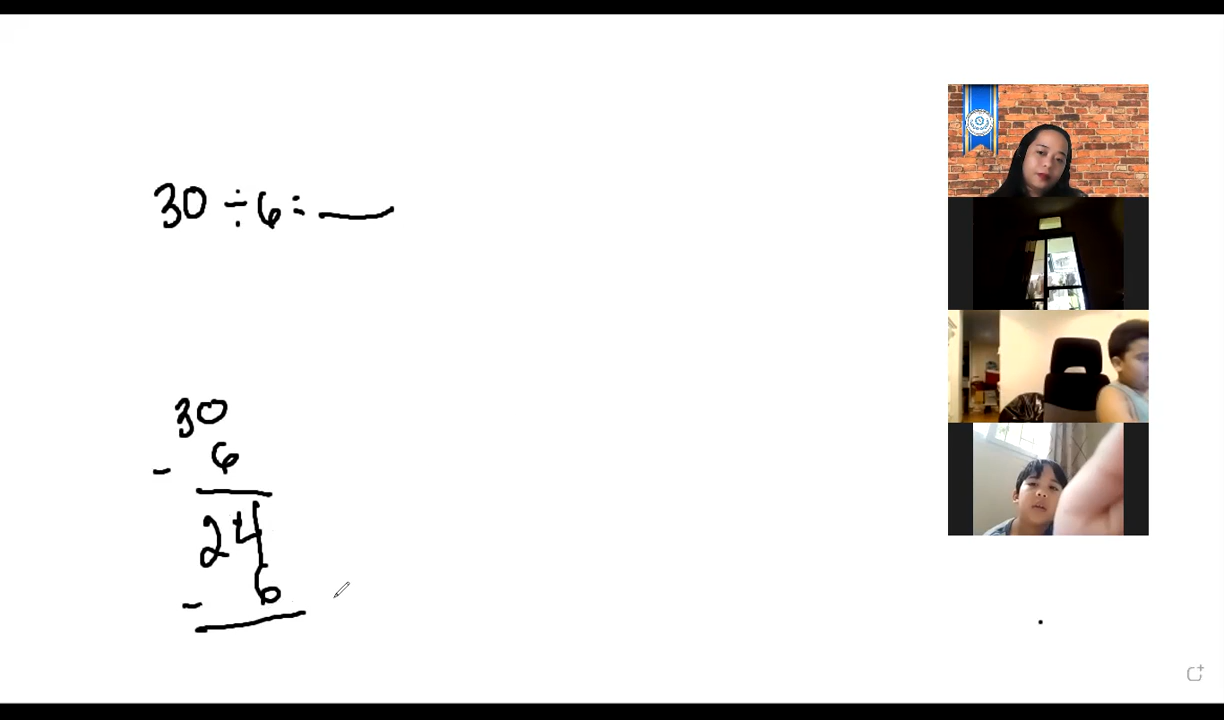 30 ÷ 6 = ___
30
- 6
24
- 6